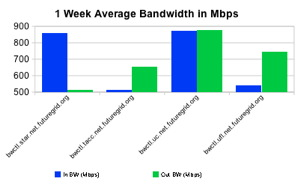 1 Week Average Bandwidth in Mbps
900
800
700
600
500
bwctl.star.net.futuregrid.org
bwctl.tacc.net.futuregrid.org
bwctl.uc.net.futuregrid.org
bwctl.ufl.net.futuregrid.org
In BW (Mbps)
Out BW (Mbps)